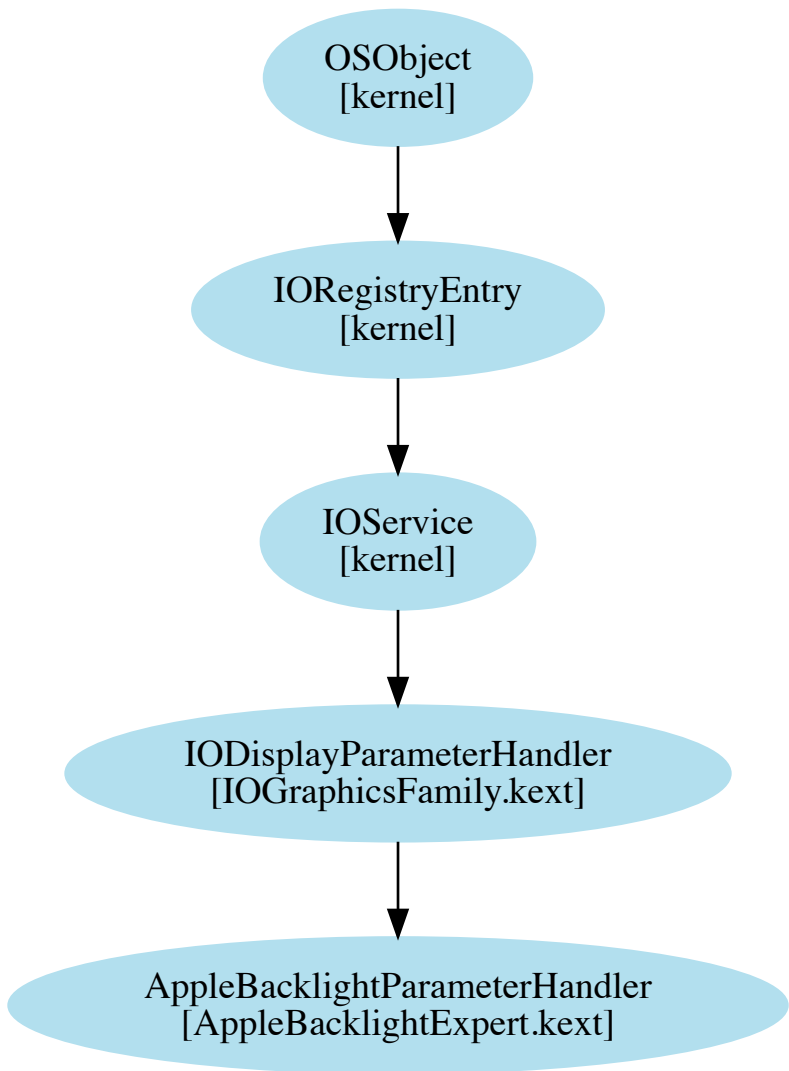 OSObject
[kernel]
IORegistryEntry
[kernel]
IOService
[kernel]
IODisplayParameterHandler
[IOGraphicsFamily.kext]
AppleBacklightParameterHandler
[AppleBacklightExpert.kext]